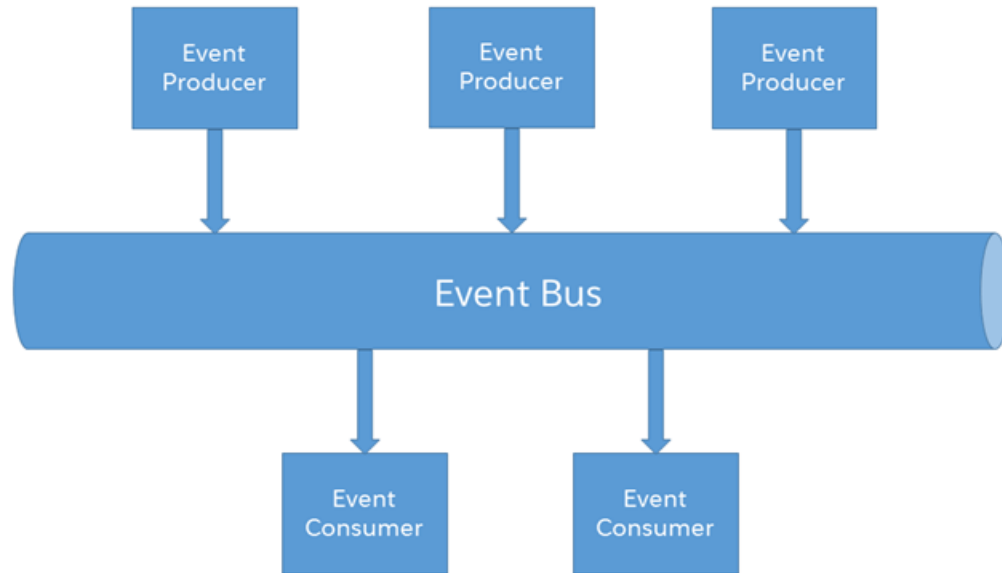 Event
Producer
Event
Producer
Event
Producer
Event Bus
Event
Consumer
Event
Consumer